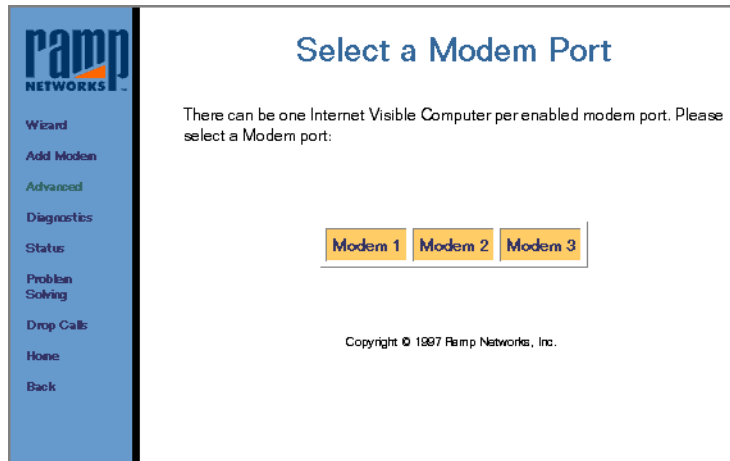 ramp
NETWORKS
Wizard
Add Modem
Advanced
Diagnostics
Status
Problem
Solving
Drop Calls
Home
Back
Select a Modem Port
There can be one Internet Visible Computer per enabled modem port. Please
select a Modem port:
Modem 1 Modem 2 Modem 3
Copyright © 1997 Ramp Networks, Inc.